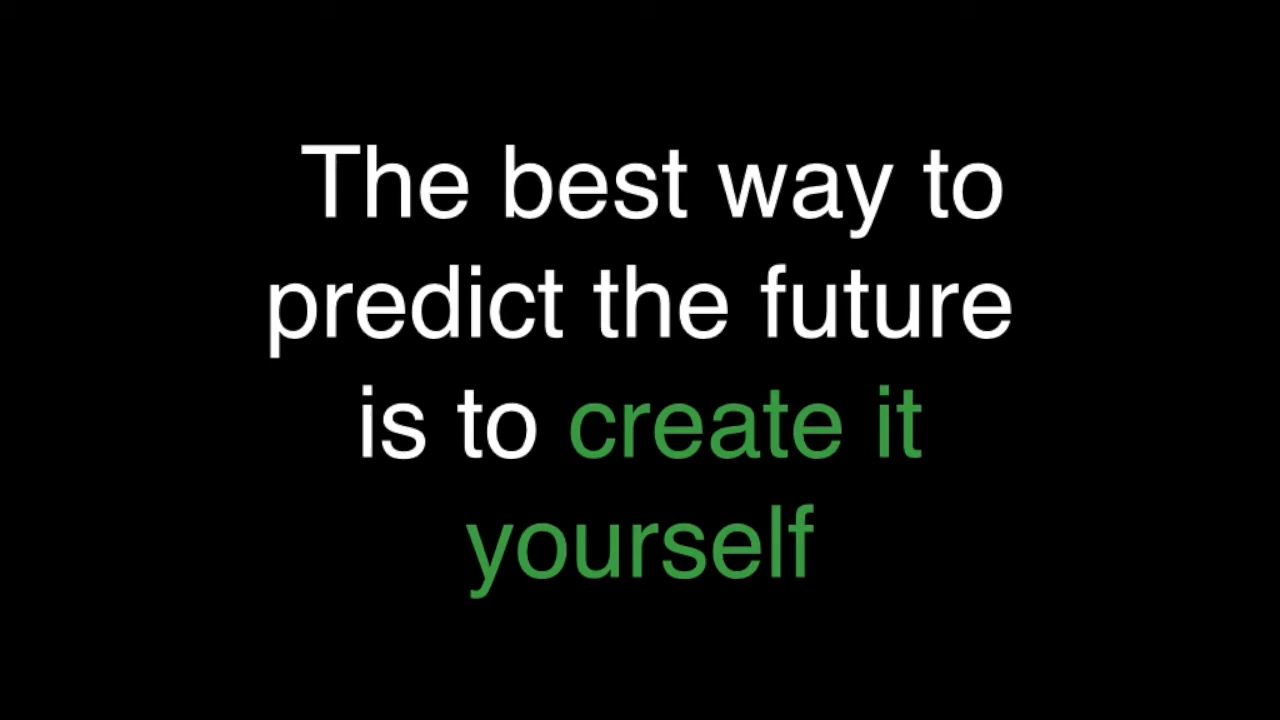 The best way to
predict the future
is to create it
yourself